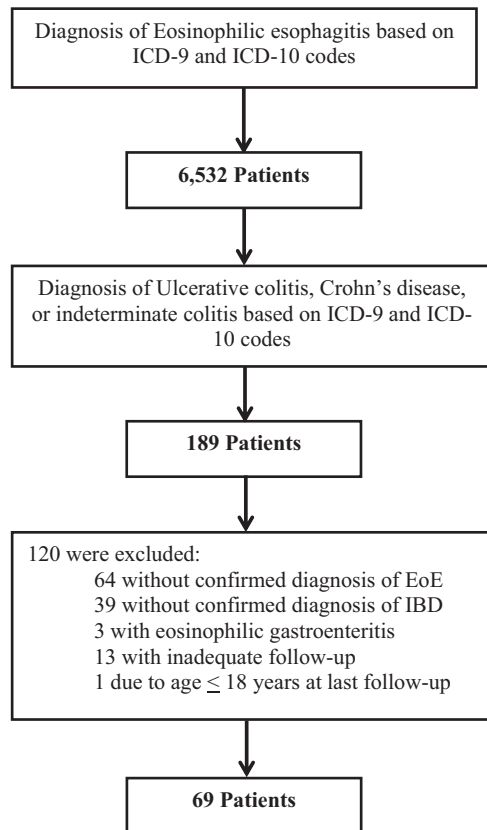 Diagnosis of Eosinophilic esophagitis based on
ICD-9 and ICD-10 codes
6,532 Patients
Diagnosis of Ulcerative colitis, Crohn’s disease,
or indeterminate colitis based on ICD-9 and ICD-
10 codes
189 Patients
120 were excluded:
64 without confirmed diagnosis of EoE
39 without confirmed diagnosis of IBD
3 with eosinophilic gastroenteritis
13 with inadequate follow-up
1 due to age ≤ 18 years at last follow-up
69 Patients